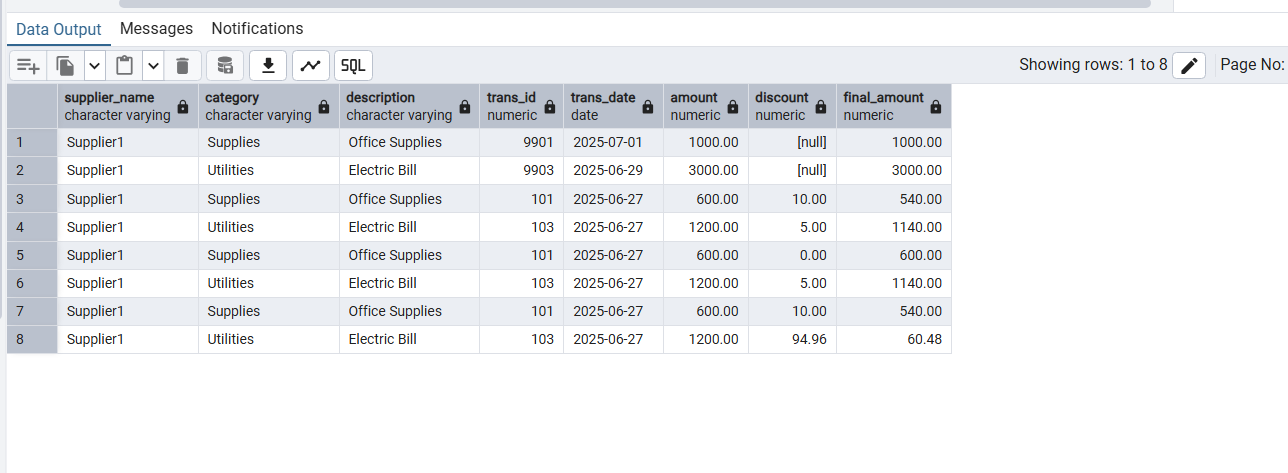 Data Output Messages Notifications
SQL Showing rows: 1 to 8 Page No:
supplier_name category description trans_id trans_date amount discount final_amount
character varying character varying character varying numeric date numeric numeric numeric
1 Supplier1 Supplies Office Supplies 9901 2025-07-01 1000.00 [null] 1000.00
2 Supplier1 Utilities Electric Bill 9903 2025-06-29 3000.00 [null] 3000.00
3 Supplier1 Supplies Office Supplies 101 2025-06-27 600.00 10.00 540.00
4 Supplier1 Utilities Electric Bill 103 2025-06-27 1200.00 5.00 1140.00
5 Supplier1 Supplies Office Supplies 101 2025-06-27 600.00 0.00 600.00
6 Supplier1 Utilities Electric Bill 103 2025-06-27 1200.00 5.00 1140.00
7 Supplier1 Supplies Office Supplies 101 2025-06-27 600.00 10.00 540.00
8 Supplier1 Utilities Electric Bill 103 2025-06-27 1200.00 94.96 60.48